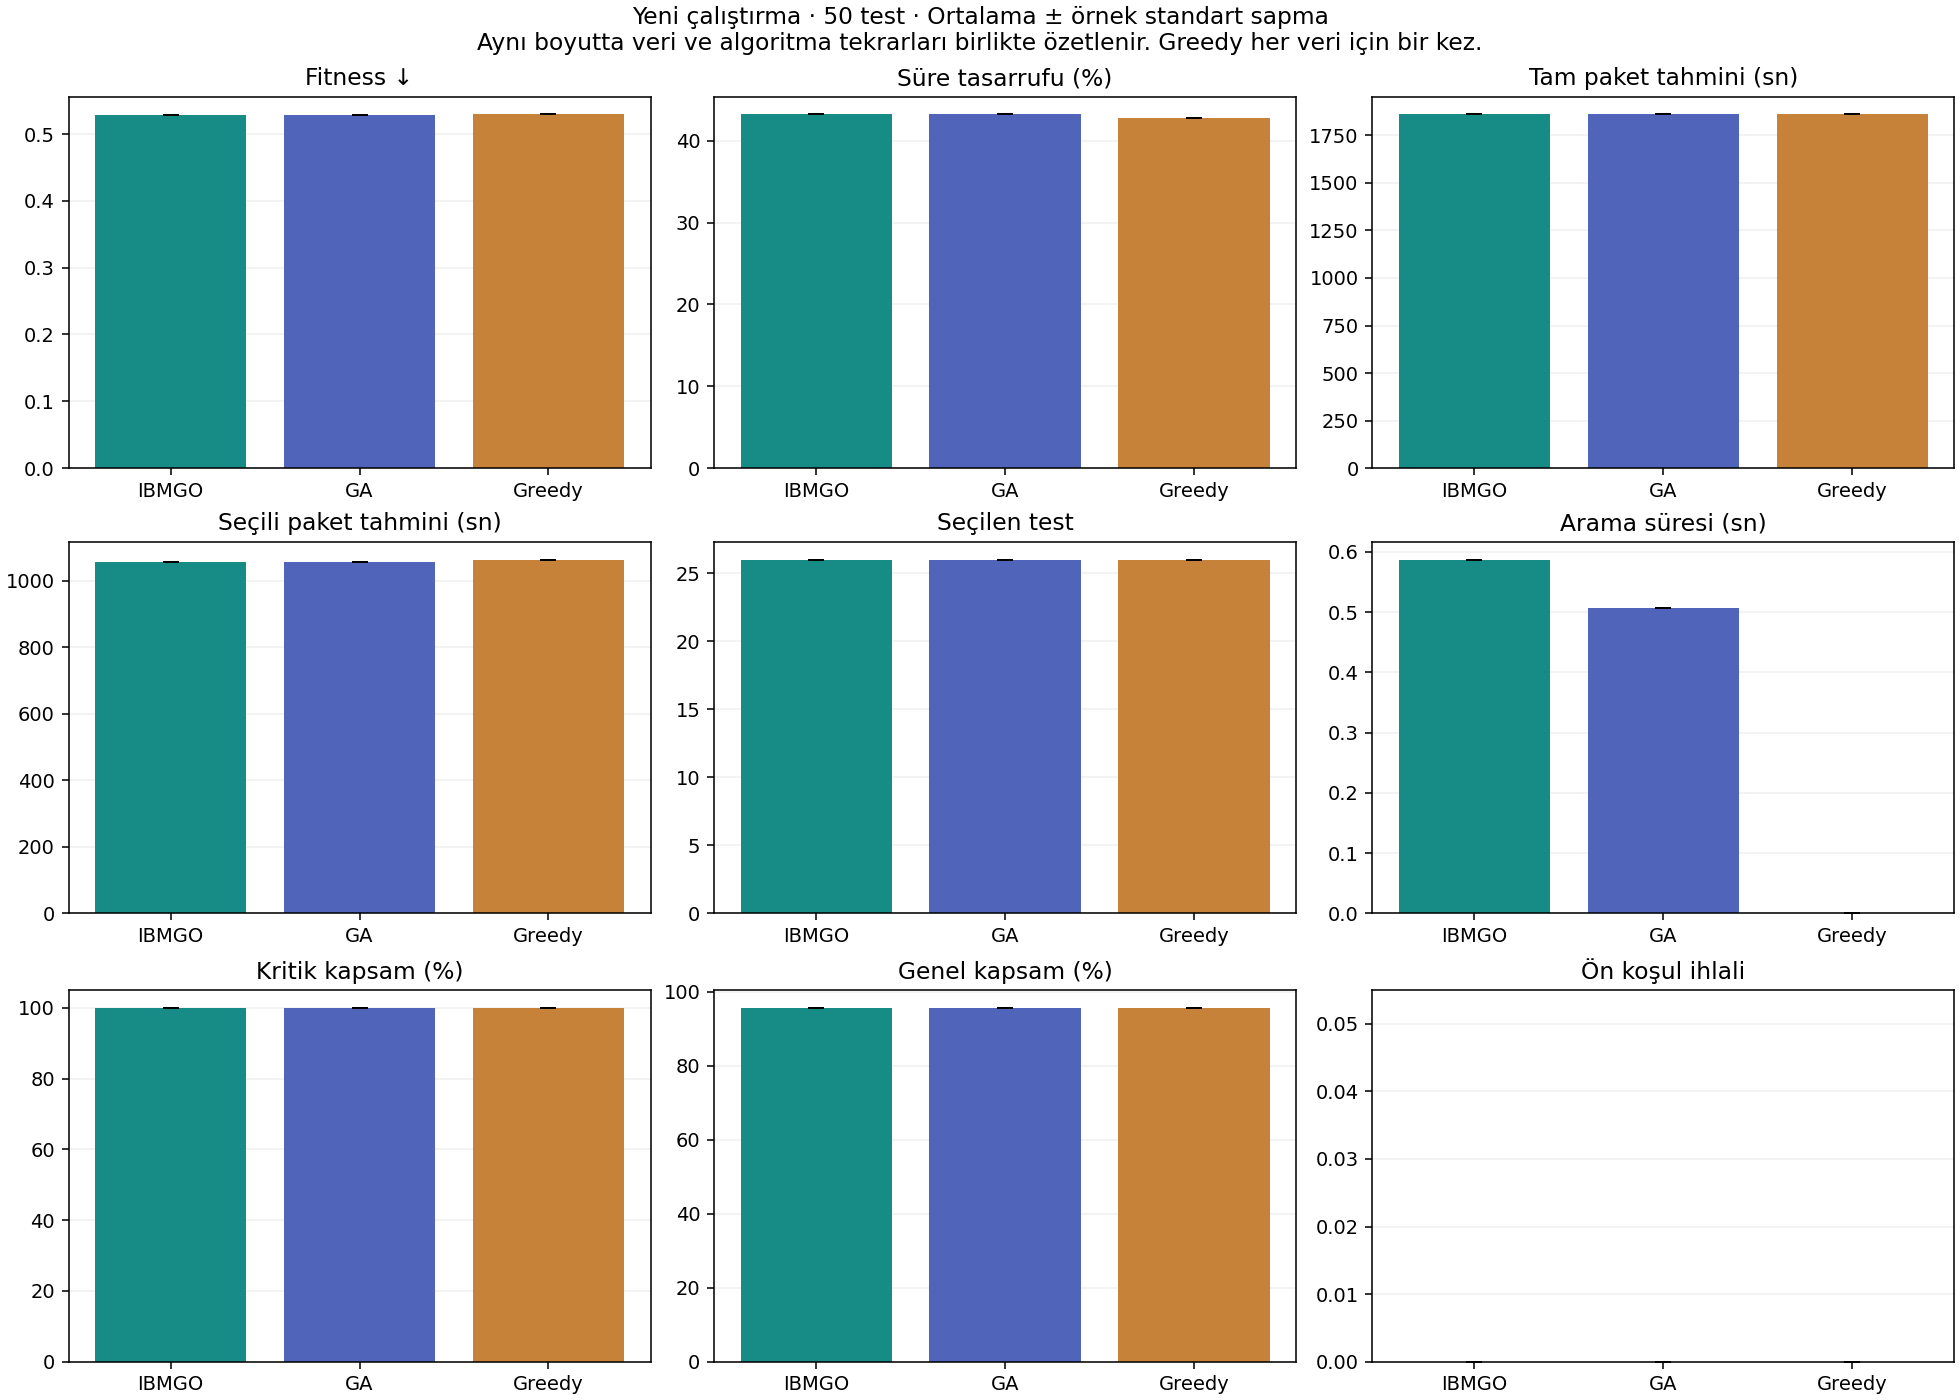 Yeni çalıştırma · 50 test · Ortalama ± örnek standart sapma
Aynı boyutta veri ve algoritma tekrarları birlikte özetlenir. Greedy her veri için bir kez.
Fitness ↓
0.5
0.4
0.3
0.2
0.1
0.0
IBMGO GA Greedy
Süre tasarrufu (%)
40
30
20
10
0
IBMGO GA Greedy
Tam paket tahmini (sn)
1750
1500
1250
1000
750
500
250
0
IBMGO GA Greedy
Seçili paket tahmini (sn)
1000
800
600
400
200
0
IBMGO GA Greedy
Seçilen test
25
20
15
10
5
0
IBMGO GA Greedy
Arama süresi (sn)
0.6
0.5
0.4
0.3
0.2
0.1
0.0
IBMGO GA Greedy
Kritik kapsam (%)
100
80
60
40
20
0
IBMGO GA Greedy
Genel kapsam (%)
100
80
60
40
20
0
IBMGO GA Greedy
Ön koşul ihlali
0.05
0.04
0.03
0.02
0.01
0.00
IBMGO GA Greedy